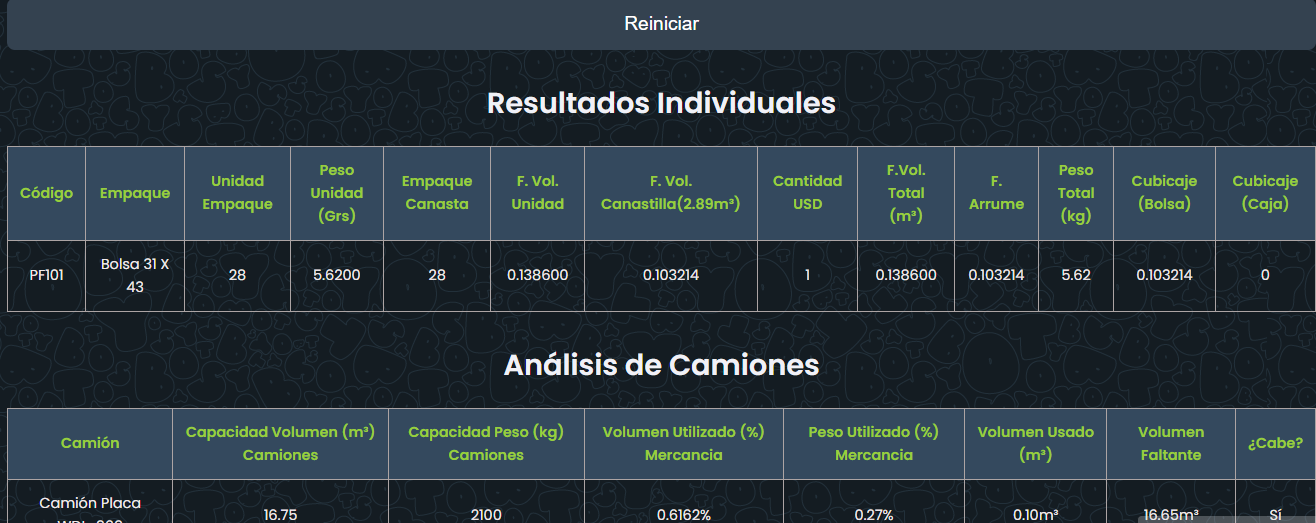 Reiniciar
Resultados Individuales
Código Empaque Unidad Empaque Peso Unidad (Grs) Empaque Canasta F. Vol. Unidad F. Vol. Canastilla(2.89m³) Cantidad USD F.Vol. Total (m³) F. Arrume Peso Total (kg) Cubicaje (Bolsa) Cubicaje (Caja)
PF101 Bolsa 31 X 43 28 5.6200 28 0.138600 0.103214 1 0.138600 0.103214 5.62 0.103214 0
Análisis de Camiones
Camión Capacidad Volumen (m³) Camiones Capacidad Peso (kg) Camiones Volumen Utilizado (%) Mercancia Peso Utilizado (%) Mercancia Volumen Usado (m³) Volumen Faltante ¿Cabe?
Camión Placa 16.75 2100 0.6162% 0.27% 0.10m³ 16.65m³ Sí